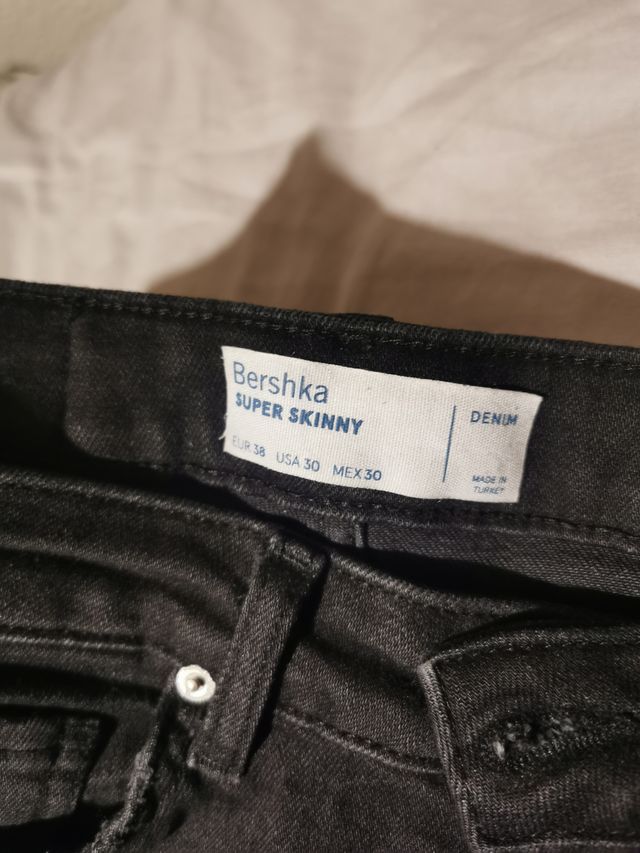 Bershka
SUPER SKINNY
EUR 38 USA 30 MEX 30
DENIM
MADE IN
TURKEY